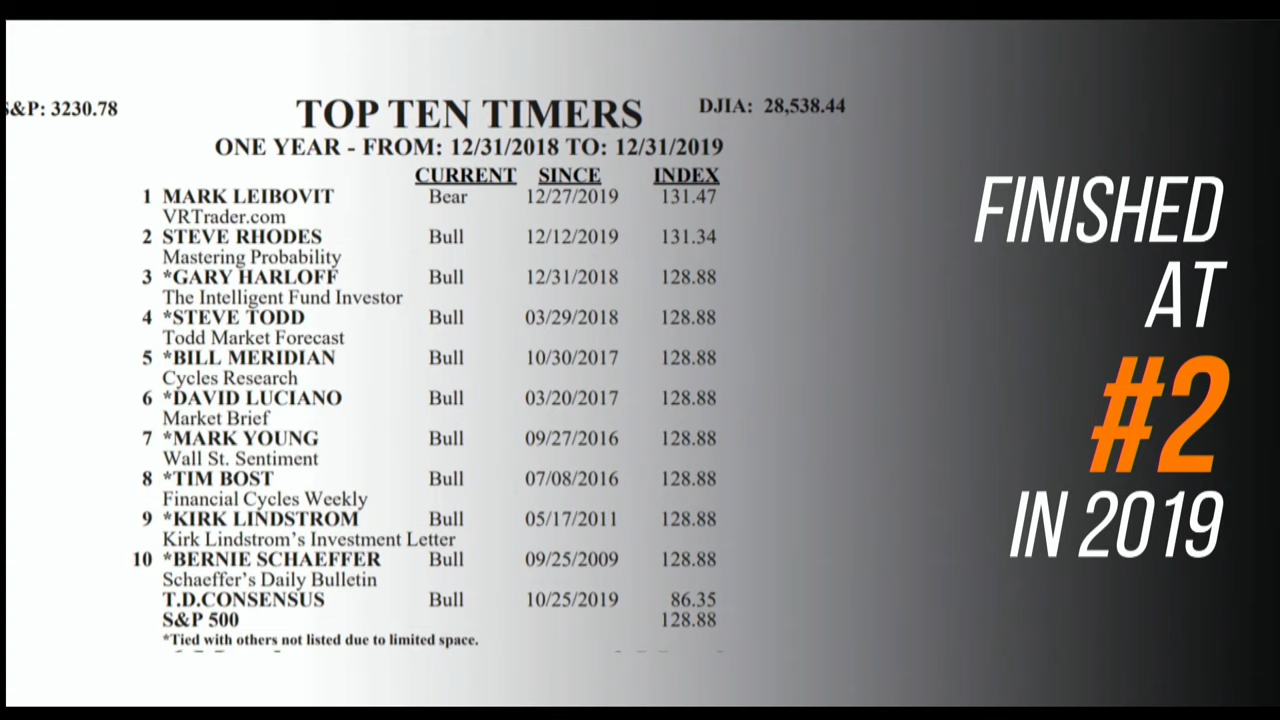 S&P: 3230.78
TOP TEN TIMERS
DJIA: 28,538.44
ONE YEAR - FROM: 12/31/2018 TO: 12/31/2019
CURRENT SINCE INDEX
1 MARK LEIBOVIT Bear 12/27/2019 131.47
VRTrader.com
2 STEVE RHODES Bull 12/12/2019 131.34
Mastering Probability
3 *GARY HARLOFF Bull 12/31/2018 128.88
The Intelligent Fund Investor
4 *STEVE TODD Bull 03/29/2018 128.88
Todd Market Forecast
5 *BILL MERIDIAN Bull 10/30/2017 128.88
Cycles Research
6 *DAVID LUCIANO Bull 03/20/2017 128.88
Market Brief
7 *MARK YOUNG Bull 09/27/2016 128.88
Wall St. Sentiment
8 *TIM BOST Bull 07/08/2016 128.88
Financial Cycles Weekly
9 *KIRK LINDSTROM Bull 05/17/2011 128.88
Kirk Lindstrom's Investment Letter
10 *BERNIE SCHAEFFER Bull 09/25/2009 128.88
Schaeffer's Daily Bulletin
T.D.CONSENSUS Bull 10/25/2019 86.35
S&P 500 128.88
*Tied with others not listed due to limited space.
FINISHED
AT
#2
IN 2019